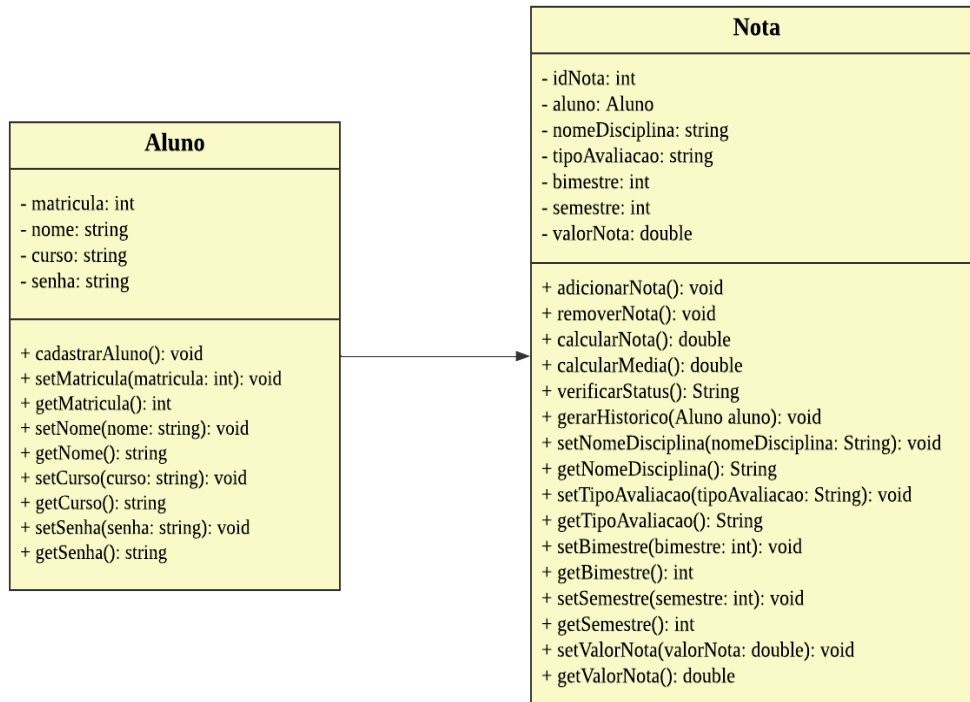 Aluno
- matricula: int
- nome: string
- curso: string
- senha: string
+ cadastrarAluno(): void
+ setMatricula(matricula: int): void
+ getMatricula(): int
+ setNome(nome: string): void
+ getNome(): string
+ setCurso(curso: string): void
+ getCurso(): string
+ setSenha(senha: string): void
+ getSenha(): string
Nota
- idNota: int
- aluno: Aluno
- nomeDisciplina: string
- tipoAvaliacao: string
- bimestre: int
- semestre: int
- valorNota: double
+ adicionarNota(): void
+ removerNota(): void
+ calcularNota(): double
+ calcularMedia(): double
+ verificarStatus(): String
+ gerarHistorico(Aluno aluno): void
+ setNomeDisciplina(nomeDisciplina: String): void
+ getNomeDisciplina(): String
+ setTipoAvaliacao(tipoAvaliacao: String): void
+ getTipoAvaliacao(): String
+ setBimestre(bimestre: int): void
+ getBimestre(): int
+ setSemestre(semestre: int): void
+ getSemestre(): int
+ setValorNota(valorNota: double): void
+ getValorNota(): double